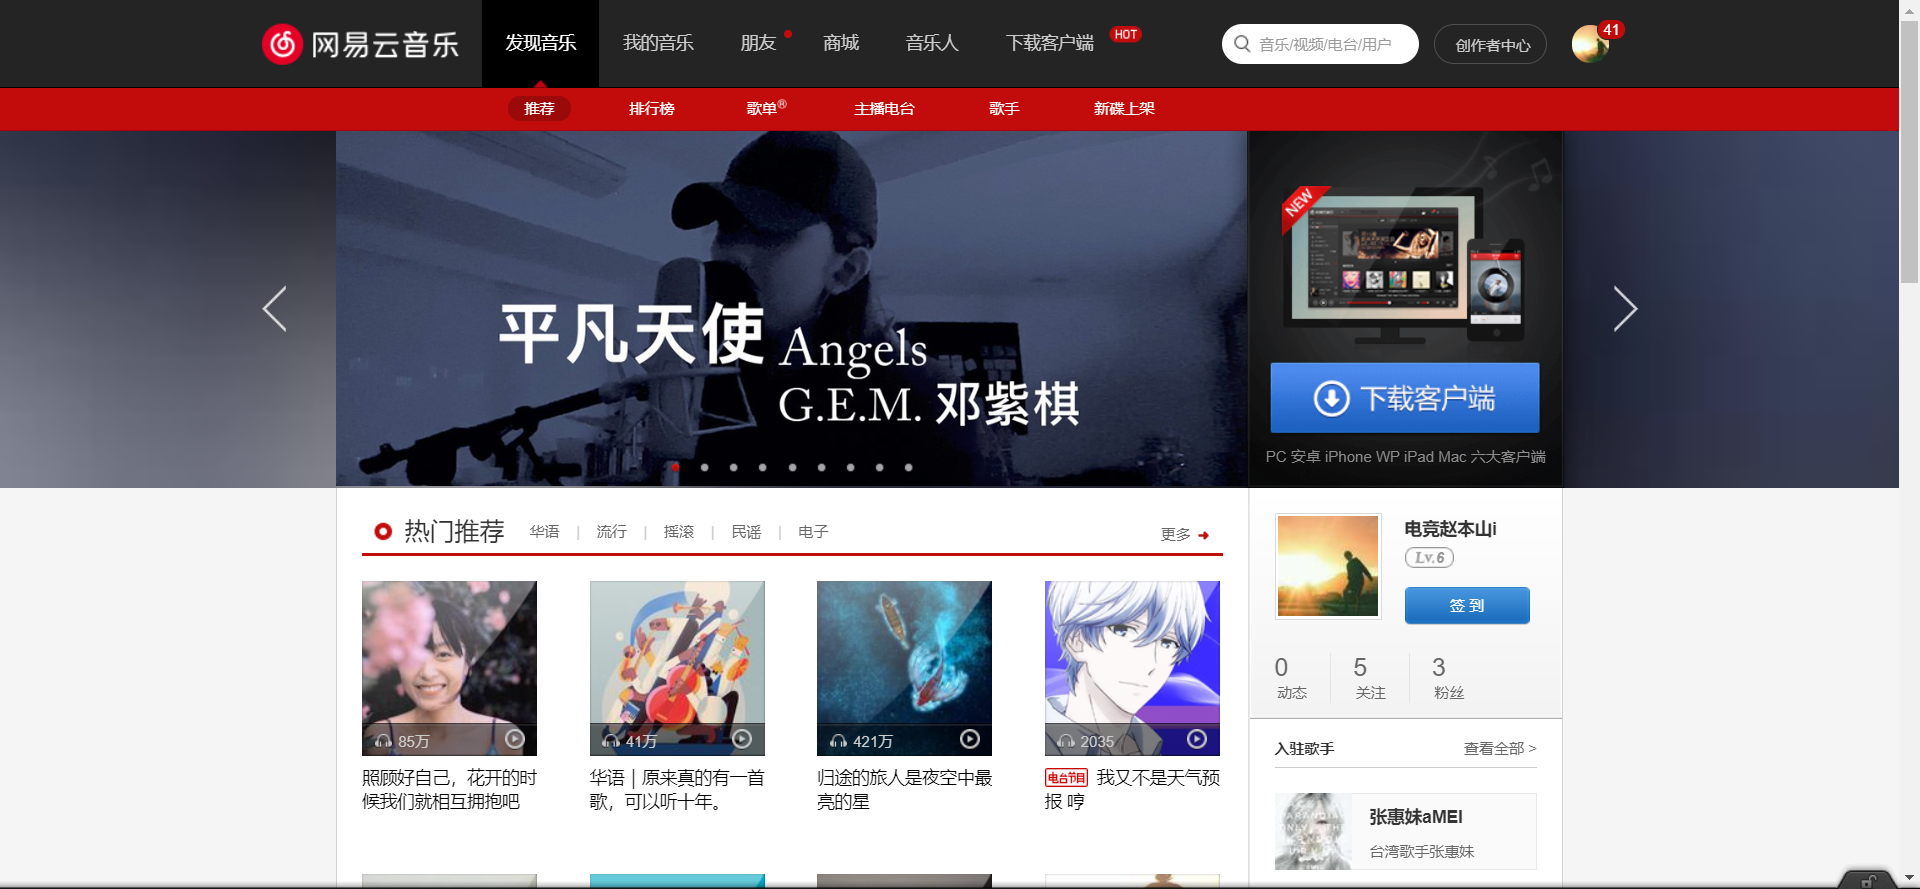 网易云音乐
发现音乐 我的音乐 朋友 商城 音乐人 下载客户端 HOT
音乐/视频/电台/用户
创作者中心
41
推荐 排行榜 歌单® 主播电台 歌手 新碟上架
平凡天使 Angels
G.E.M. 邓紫棋
NEW
下载客户端
PC 安卓 iPhone WP iPad Mac 六大客户端
热门推荐 华语 | 流行 | 摇滚 | 民谣 | 电子
更多
85万
照顾好自己，花开的时
候我们就相互拥抱吧
41万
华语 | 原来真的有一首
歌，可以听十年。
421万
归途的旅人是夜空中最
亮的星
2035
电台节目 我又不是天气预
报 哼
电竞赵本山i
Lv.6
签 到
0 5 3
动态 关注 粉丝
入驻歌手 查看全部 >
张惠妹aMEI
台湾歌手张惠妹